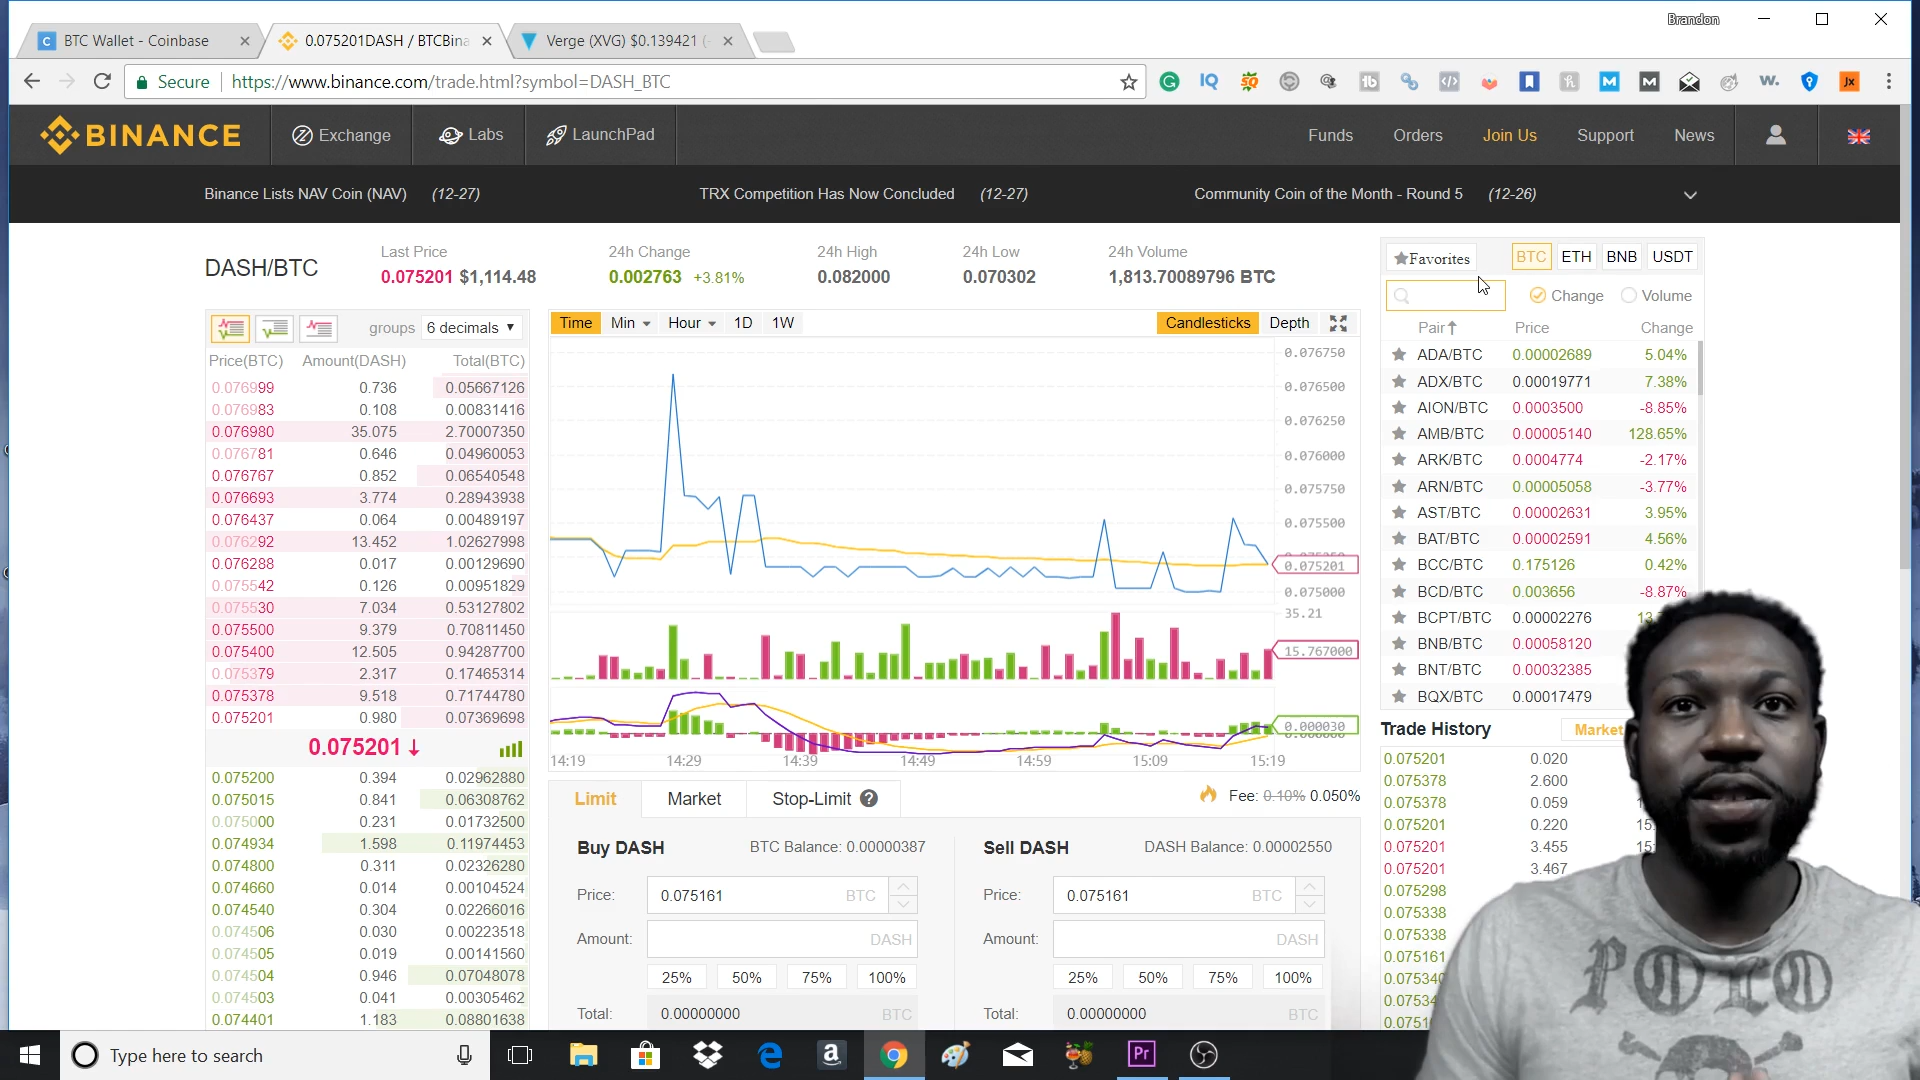 Brandon
BTC Wallet - Coinbase
0.075201DASH / BTCBina
Verge (XVG) $0.139421 (
Secure
https://www.binance.com/trade.html?symbol=DASH_BTC
BINANCE
Exchange
Labs
LaunchPad
Funds
Orders
Join Us
Support
News
Binance Lists NAV Coin (NAV) (12-27)
TRX Competition Has Now Concluded (12-27)
Community Coin of the Month - Round 5 (12-26)
DASH/BTC
Last Price
0.075201 $1,114.48
24h Change
0.002763 +3.81%
24h High
0.082000
24h Low
0.070302
24h Volume
1,813.70089796 BTC
groups 6 decimals
Price(BTC) Amount(DASH) Total(BTC)
0.076999 0.736 0.05667126
0.076983 0.108 0.00831416
0.076980 35.075 2.70007350
0.076781 0.646 0.04960053
0.076767 0.852 0.06540548
0.076693 3.774 0.28943938
0.076437 0.064 0.00489197
0.076292 13.452 1.02627998
0.076288 0.017 0.00129690
0.075542 0.126 0.00951829
0.075530 7.034 0.53127802
0.075500 9.379 0.70811450
0.075400 12.505 0.94287700
0.075379 2.317 0.17465314
0.075378 9.518 0.71744780
0.075201 0.980 0.07369698
0.075201↓
0.075200 0.394 0.02962880
0.075015 0.841 0.06308762
0.075000 0.231 0.01732500
0.074934 1.598 0.11974453
0.074800 0.311 0.02326280
0.074660 0.014 0.00104524
0.074540 0.304 0.02266016
0.074506 0.030 0.00223518
0.074505 0.019 0.00141560
0.074504 0.946 0.07048078
0.074503 0.041 0.00305462
0.074401 1.183 0.08801638
Time Min Hour 1D 1W
Candlesticks Depth
0.076750
0.076500
0.076250
0.076000
0.075750
0.075500
0.075201
0.075000
35.21
15.767000
0.000030
14:19 14:29 14:39 14:49 14:59 15:09 15:19
Limit Market Stop-Limit ?
Fee: 0.10% 0.050%
Buy DASH BTC Balance: 0.00000387
Price: 0.075161 BTC
Amount: DASH
25% 50% 75% 100%
Total: 0.00000000 BTC
Sell DASH DASH Balance: 0.00002550
Price: 0.075161 BTC
Amount: DASH
25% 50% 75% 100%
Total: 0.00000000 BTC
Favorites BTC ETH BNB USDT
Change Volume
Pair↑ Price Change
ADA/BTC 0.00002689 5.04%
ADX/BTC 0.00019771 7.38%
AION/BTC 0.0003500 -8.85%
AMB/BTC 0.00005140 128.65%
ARK/BTC 0.0004774 -2.17%
ARN/BTC 0.00005058 -3.77%
AST/BTC 0.00002631 3.95%
BAT/BTC 0.00002591 4.56%
BCC/BTC 0.175126 0.42%
BCD/BTC 0.003656 -8.87%
BCPT/BTC 0.00002276
BNB/BTC 0.00058120
BNT/BTC 0.00032385
BQX/BTC 0.00017479
Trade History Market
0.075201 0.020
0.075378 2.600
0.075378 0.059
0.075201 0.220
0.075201 3.455
0.075201 3.467
0.075298
0.075338
0.075338
0.075161
POLO
Type here to search
Pr